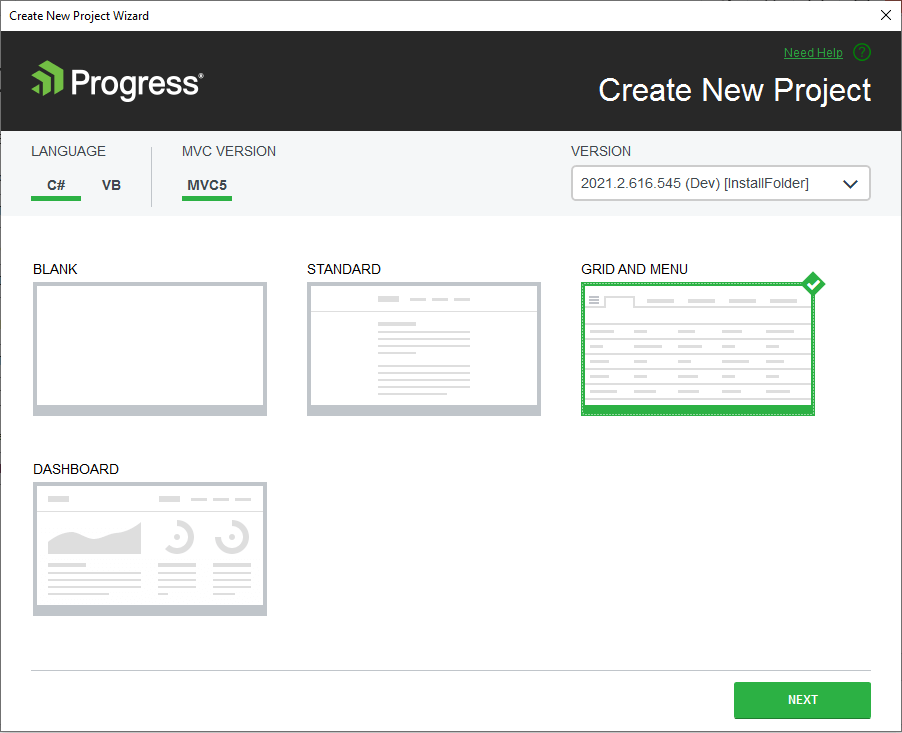 Create New Project Wizard
Need Help ?
Progress®
Create New Project
LANGUAGE
MVC VERSION
VERSION
C#
VB
MVC5
2021.2.616.545 (Dev) [InstallFolder]
BLANK
STANDARD
GRID AND MENU
DASHBOARD
NEXT